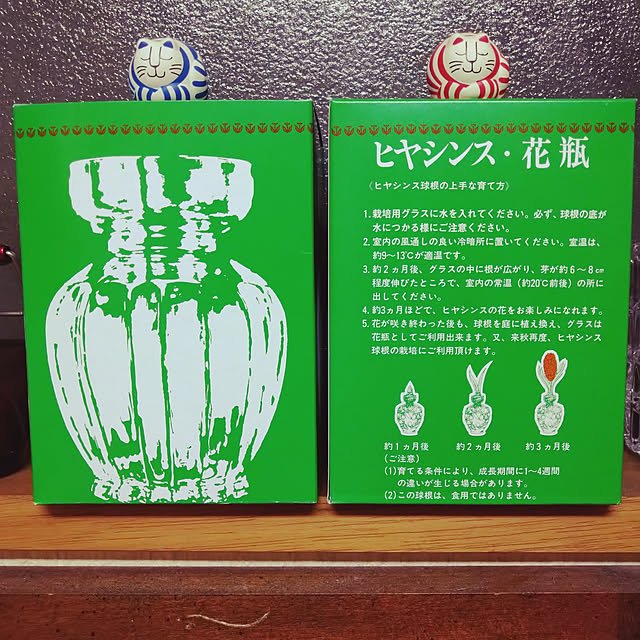 ヒヤシンス・花瓶
《ヒヤシンス球根の上手な育て方》
1.栽培用グラスに水を入れてください。必ず、球根の底が
水につかる様にご注意ください。
2.室内の風通しの良い冷暗所に置いてください。室温は、
約9〜13℃が適温です。
3.約2ヵ月後、グラスの中に根が広がり、芽が約6〜8cm
程度伸びたところで、室内の常温(約20℃前後)の所に
出してください。
4.約3ヵ月ほどで、ヒヤシンスの花をお楽しみになれます。
5.花が咲き終わった後も、球根を庭に植え換え、グラスは
花瓶としてご利用出来ます。又、来秋再度、ヒヤシンス
球根の栽培にご利用頂けます。
約1ヵ月後 約2ヵ月後 約3ヵ月後
(ご注意)
(1)育てる条件により、成長期間に1〜4週間
の違いが生じる場合があります。
(2)この球根は、食用ではありません。